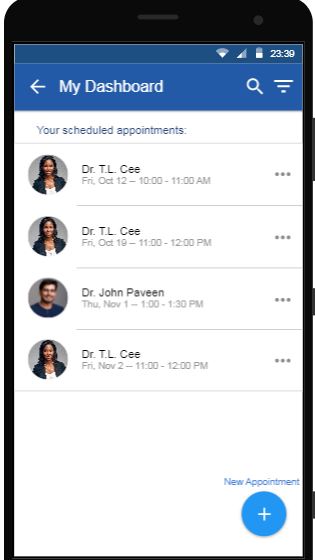 23:39
My Dashboard
Your scheduled appointments:
Dr. T.L. Cee
Fri, Oct 12 -- 10:00 - 11:00 AM
Dr. T.L. Cee
Fri, Oct 19 -- 11:00 - 12:00 PM
Dr. John Paveen
Thu, Nov 1 -- 1:00 - 1:30 PM
Dr. T.L. Cee
Fri, Nov 2 -- 11:00 - 12:00 PM
New Appointment